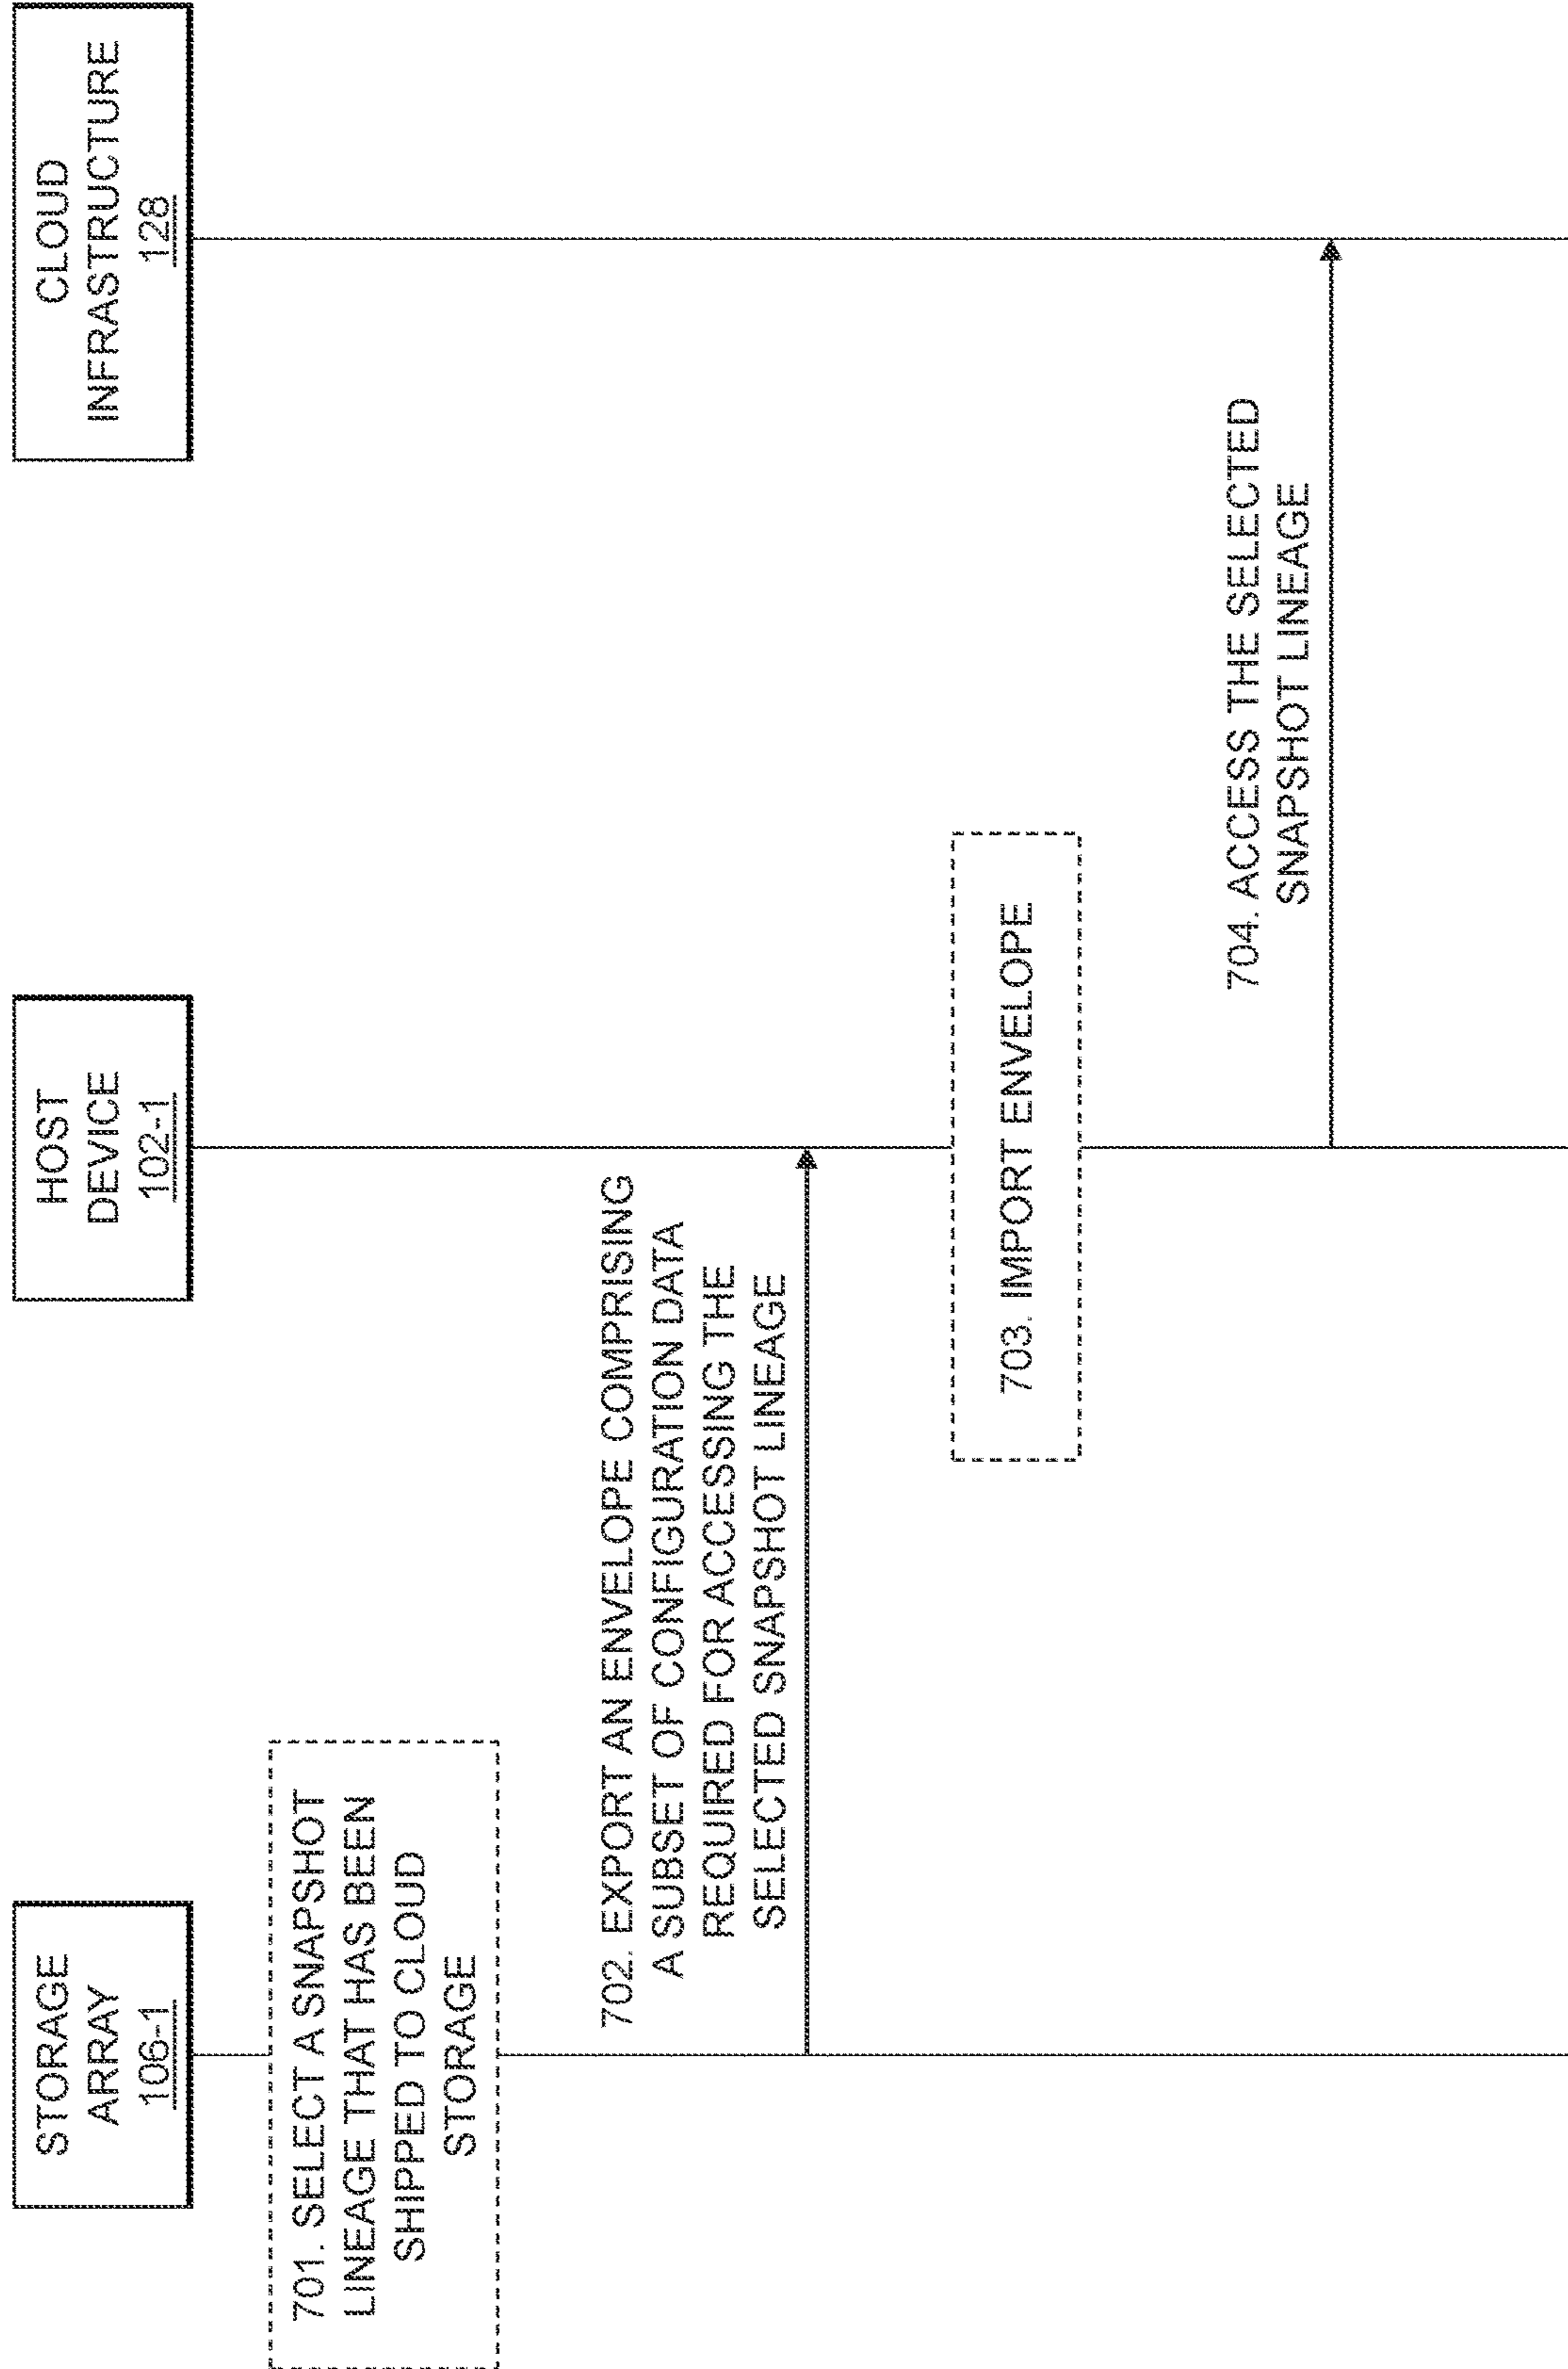 STORAGE
ARRAY
106-1
HOST
DEVICE
102-1
CLOUD
INFRASTRUCTURE
128
701. SELECT A SNAPSHOT
LINEAGE THAT HAS BEEN
SHIPPED TO CLOUD
STORAGE
702. EXPORT AN ENVELOPE COMPRISING
A SUBSET OF CONFIGURATION DATA
REQUIRED FOR ACCESSING THE
SELECTED SNAPSHOT LINEAGE
703. IMPORT ENVELOPE
704. ACCESS THE SELECTED
SNAPSHOT LINEAGE